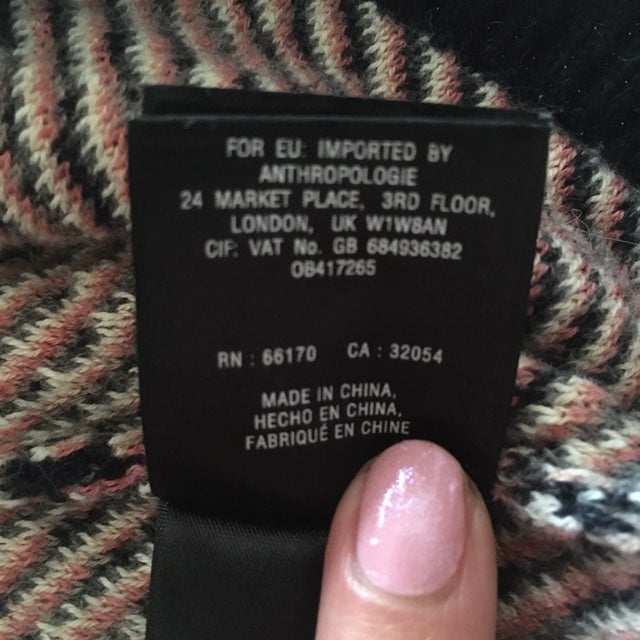 FOR EU: IMPORTED BY
ANTHROPOLOGIE
24 MARKET PLACE, 3RD FLOOR,
LONDON, UK W1W8AN
CIF: VAT No. GB 684936382
OB417265
RN : 66170 CA : 32054
MADE IN CHINA,
HECHO EN CHINA,
FABRIQUÉ EN CHINE